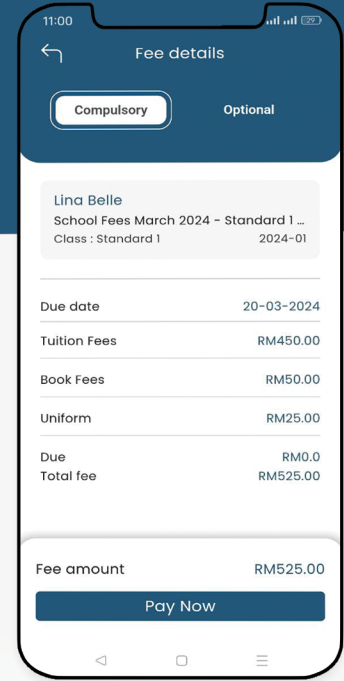 11:00
29
Fee details
Compulsory Optional
Lina Belle
School Fees March 2024 - Standard 1 ...
Class : Standard 1 2024-01
Due date 20-03-2024
Tuition Fees RM450.00
Book Fees RM50.00
Uniform RM25.00
Due RM0.0
Total fee RM525.00
Fee amount RM525.00
Pay Now